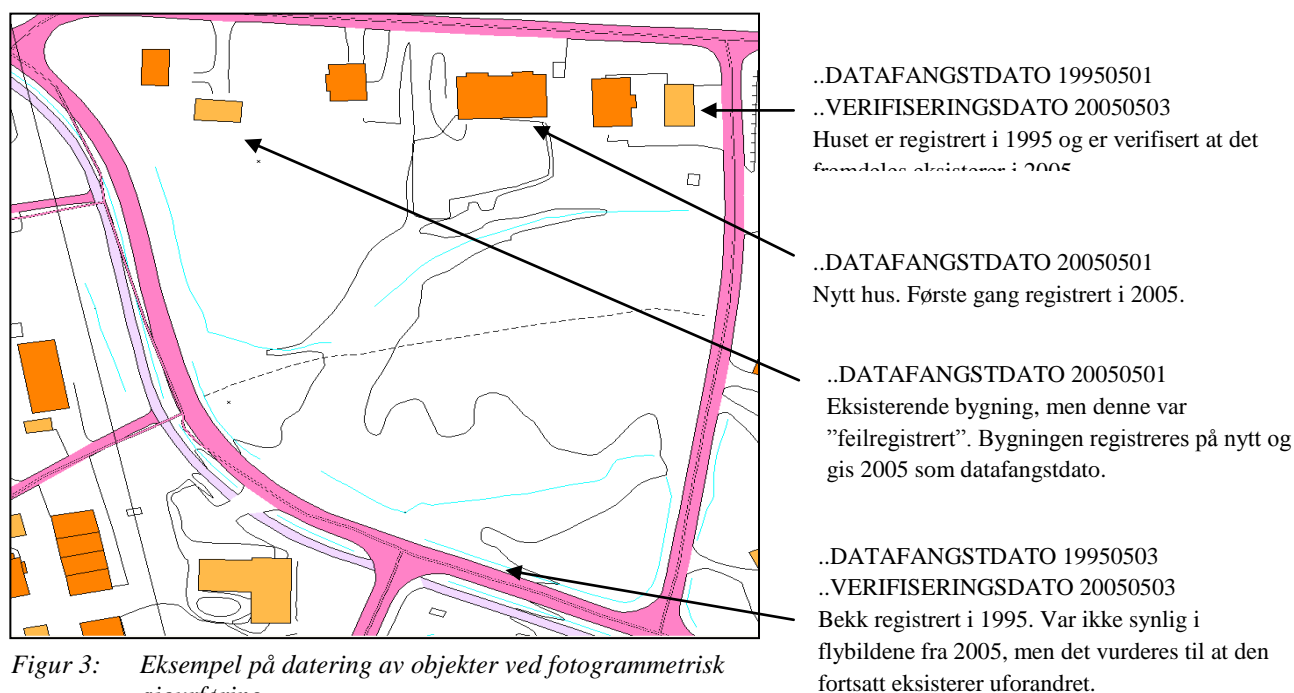 ..DATAFANGSTDATO 19950501
..VERIFISERINGSDATO 20050503
Huset er registrert i 1995 og er verifisert at det
fremdeles eksisterer i 2005
..DATAFANGSTDATO 20050501
Nytt hus. Første gang registrert i 2005.
..DATAFANGSTDATO 20050501
Eksisterende bygning, men denne var
”feilregistrert”. Bygningen registreres på nytt og
gis 2005 som datafangstdato.
..DATAFANGSTDATO 19950503
..VERIFISERINGSDATO 20050503
Bekk registrert i 1995. Var ikke synlig i
flybildene fra 2005, men det vurderes til at den
fortsatt eksisterer uforandret.
Figur 3: Eksempel på datering av objekter ved fotogrammetrisk